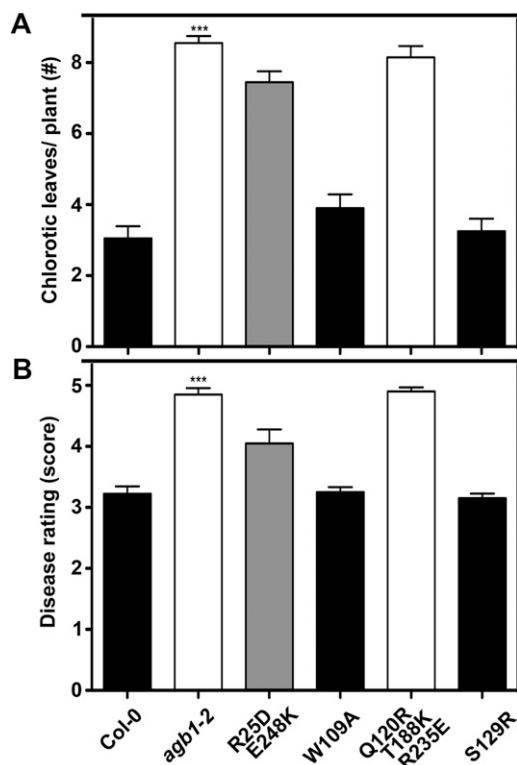 A
Chlorotic leaves/ plant (#)
8
6
4
2
0
***
B
Disease rating (score)
5
4
3
2
1
0
***
Col-0
agb1-2
R25D
E248K
W109A
Q120R
T188K
R235E
S129R